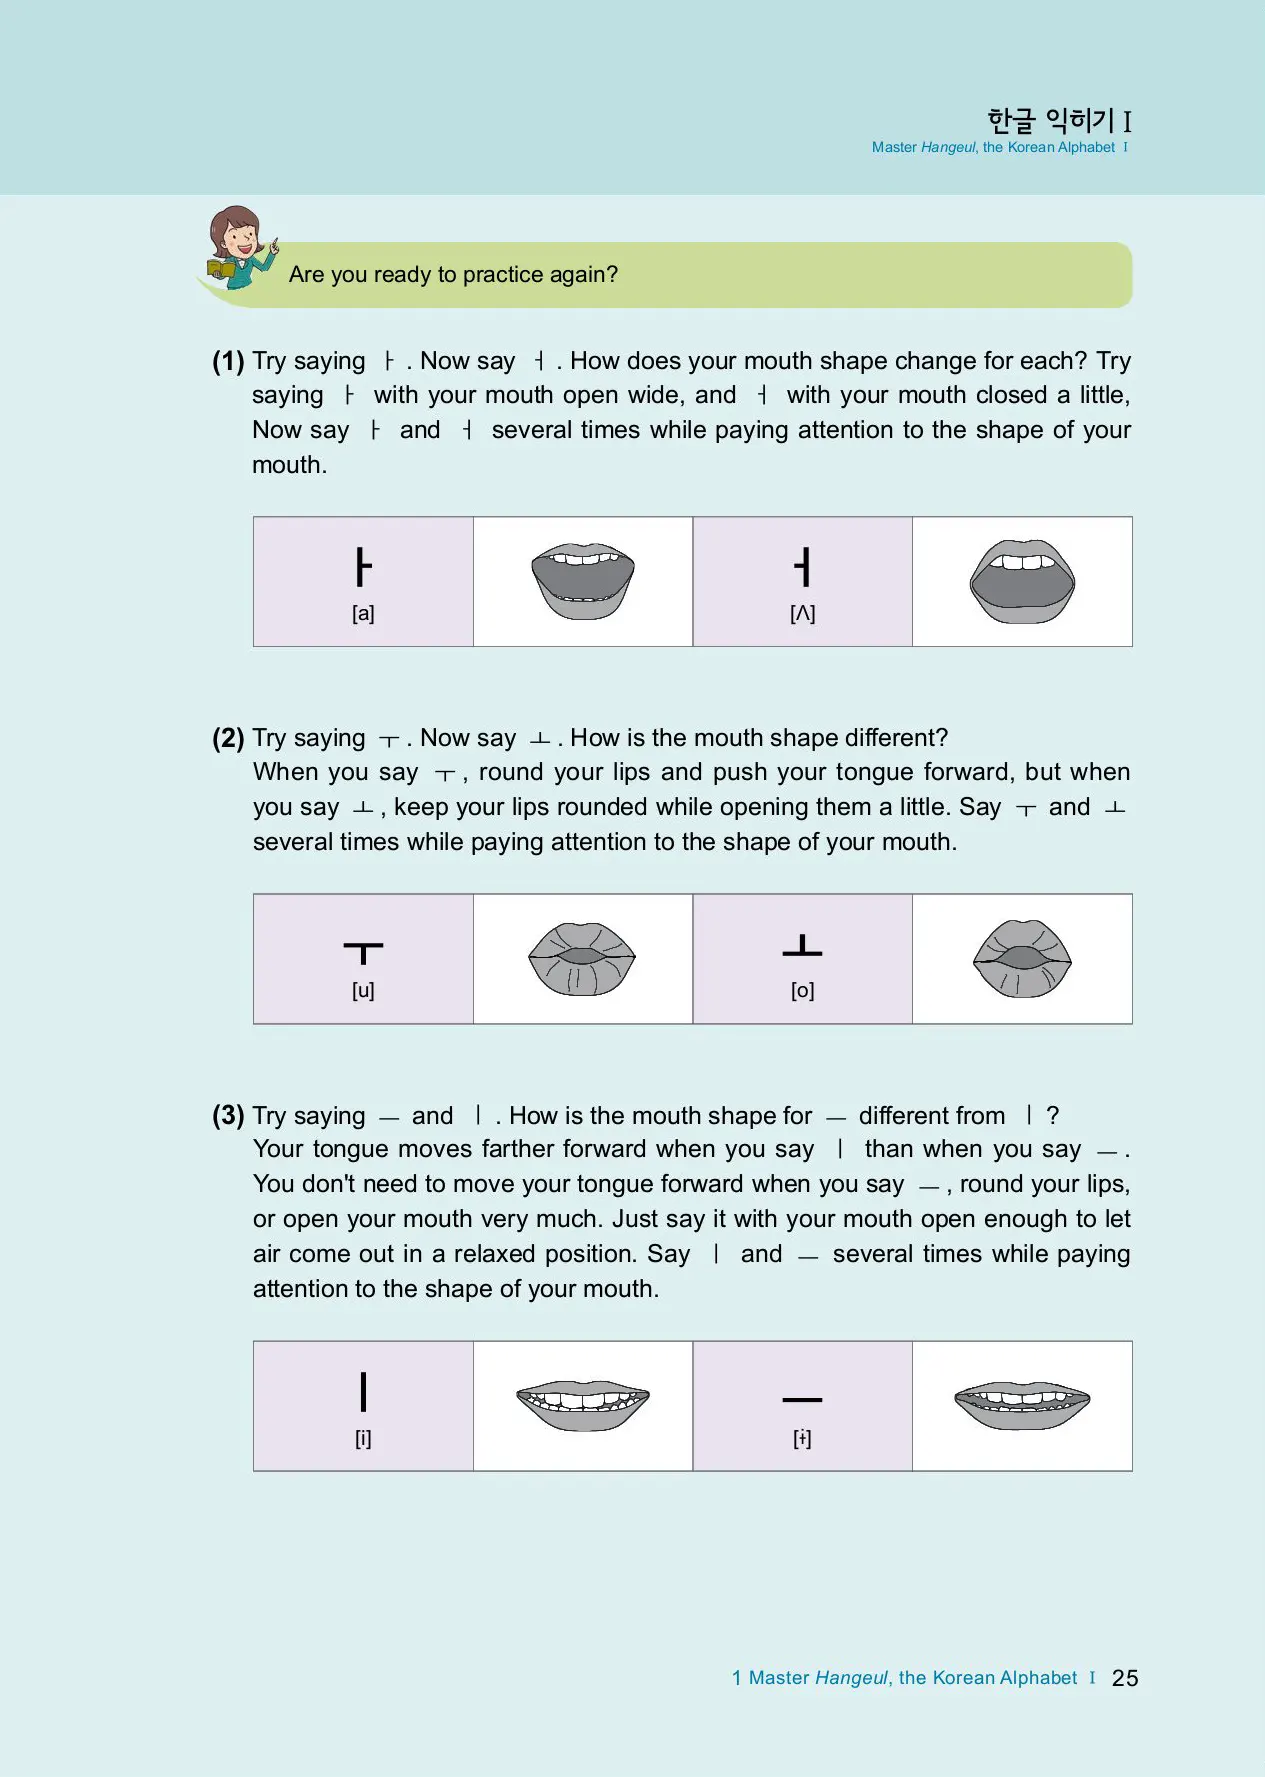 한글 익히기 Ⅰ
Master Hangeul, the Korean Alphabet Ⅰ
Are you ready to practice again?
(1) Try saying ㅏ. Now say ㅓ. How does your mouth shape change for each? Try
saying ㅏ with your mouth open wide, and ㅓ with your mouth closed a little,
Now say ㅏ and ㅓ several times while paying attention to the shape of your
mouth.
ㅏ ㅓ
[a] [Λ]
(2) Try saying ㅜ. Now say ㅗ. How is the mouth shape different?
When you say ㅜ, round your lips and push your tongue forward, but when
you say ㅗ, keep your lips rounded while opening them a little. Say ㅜ and ㅗ
several times while paying attention to the shape of your mouth.
ㅜ ㅗ
[u] [o]
(3) Try saying ㅡ and ㅣ. How is the mouth shape for ㅡ different from ㅣ?
Your tongue moves farther forward when you say ㅣ than when you say ㅡ.
You don't need to move your tongue forward when you say ㅡ, round your lips,
or open your mouth very much. Just say it with your mouth open enough to let
air come out in a relaxed position. Say ㅣ and ㅡ several times while paying
attention to the shape of your mouth.
ㅣ ㅡ
[i] [ɨ]
1 Master Hangeul, the Korean Alphabet Ⅰ 25